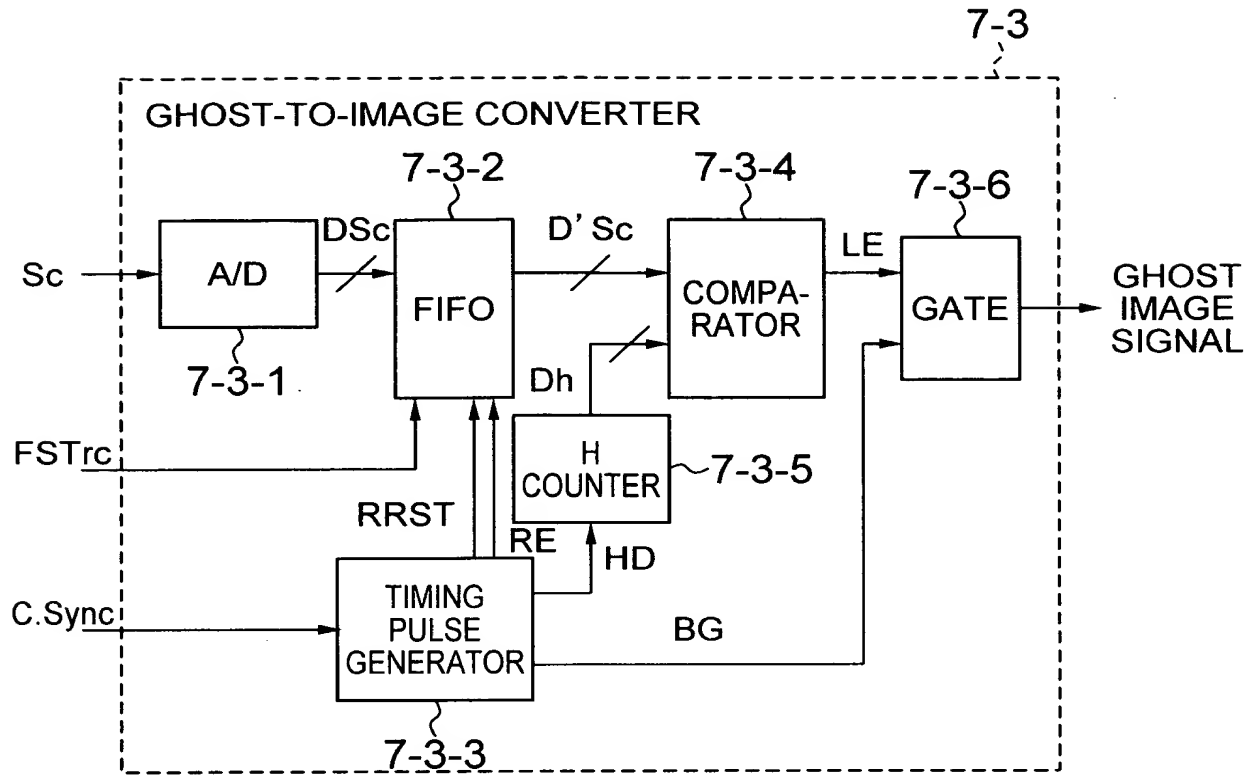 7-3
GHOST-TO-IMAGE CONVERTER
7-3-2
7-3-4
7-3-6
DSc
D' Sc
LE
Sc
A/D
FIFO
COMPA-
RATOR
GATE
GHOST
IMAGE
SIGNAL
7-3-1
Dh
FSTrc
H
COUNTER
7-3-5
RRST
RE
HD
C.Sync
TIMING
PULSE
GENERATOR
BG
7-3-3